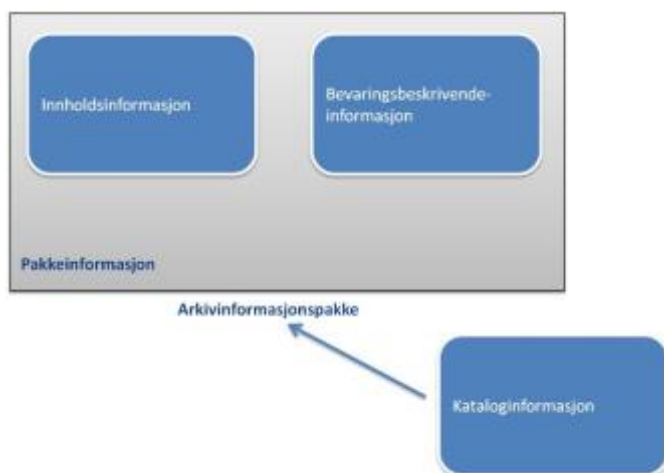 Innholdsinformasjon
Bevaringsbeskrivende-
informasjon
Pakkeinformasjon
Arkivinformasjonspakke
Kataloginformasjon